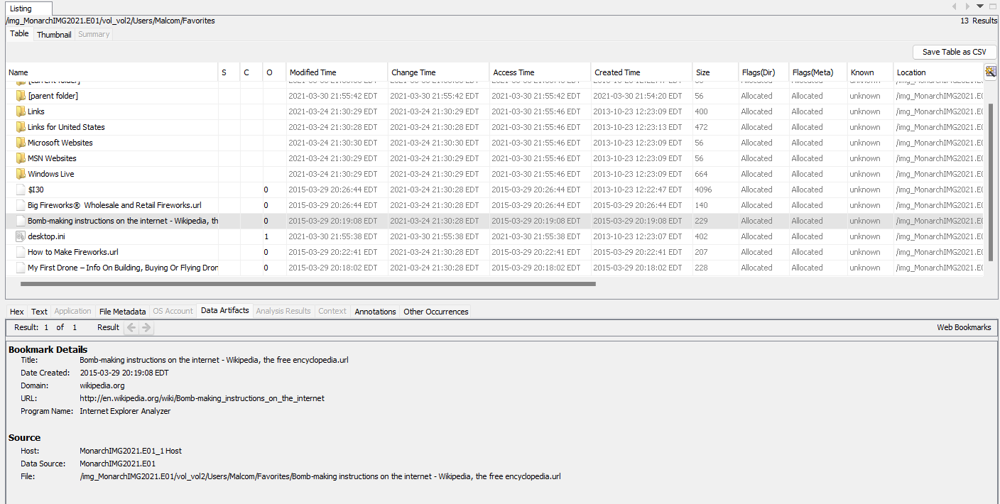 Listing
/img_MonarchIMG2021.E01/vol_vol2/Users/Malcom/Favorites 13 Results
Table Thumbnail Summary
Save Table as CSV
Name S C O Modified Time Change Time Access Time Created Time Size Flags(Dir) Flags(Meta) Known Location
[current folder]
[parent folder] 2021-03-30 21:55:42 EDT 2021-03-30 21:55:42 EDT 2021-03-30 21:55:42 EDT 2021-03-30 21:54:20 EDT 56 Allocated Allocated unknown /img_MonarchIMG2021.E0
Links 2021-03-24 21:30:29 EDT 2021-03-24 21:30:29 EDT 2021-03-30 21:55:46 EDT 2013-10-23 12:23:09 EDT 400 Allocated Allocated unknown /img_MonarchIMG2021.E0
Links for United States 2021-03-24 21:30:28 EDT 2021-03-24 21:30:28 EDT 2021-03-30 21:55:46 EDT 2013-10-23 12:23:13 EDT 472 Allocated Allocated unknown /img_MonarchIMG2021.E0
Microsoft Websites 2021-03-24 21:30:30 EDT 2021-03-24 21:30:30 EDT 2021-03-30 21:55:46 EDT 2013-10-23 12:23:09 EDT 56 Allocated Allocated unknown /img_MonarchIMG2021.E0
MSN Websites 2021-03-24 21:30:29 EDT 2021-03-24 21:30:29 EDT 2021-03-30 21:55:46 EDT 2013-10-23 12:23:09 EDT 56 Allocated Allocated unknown /img_MonarchIMG2021.E0
Windows Live 2021-03-24 21:30:29 EDT 2021-03-24 21:30:29 EDT 2021-03-30 21:55:46 EDT 2013-10-23 12:23:09 EDT 664 Allocated Allocated unknown /img_MonarchIMG2021.E0
$I30 0 2015-03-29 20:26:44 EDT 2021-03-24 21:30:28 EDT 2015-03-29 20:26:44 EDT 2013-10-23 12:22:47 EDT 4096 Allocated Allocated unknown /img_MonarchIMG2021.E0
Big Fireworks® Wholesale and Retail Fireworks.url 0 2015-03-29 20:26:44 EDT 2021-03-24 21:30:28 EDT 2015-03-29 20:26:44 EDT 2015-03-29 20:26:44 EDT 140 Allocated Allocated unknown /img_MonarchIMG2021.E0
Bomb-making instructions on the internet - Wikipedia, th 0 2015-03-29 20:19:08 EDT 2021-03-24 21:30:28 EDT 2015-03-29 20:19:08 EDT 2015-03-29 20:19:08 EDT 229 Allocated Allocated unknown /img_MonarchIMG2021.E0
desktop.ini 1 2021-03-30 21:55:38 EDT 2021-03-30 21:55:38 EDT 2021-03-30 21:55:38 EDT 2013-10-23 12:23:07 EDT 402 Allocated Allocated unknown /img_MonarchIMG2021.E0
How to Make Fireworks.url 0 2015-03-29 20:22:41 EDT 2021-03-24 21:30:28 EDT 2015-03-29 20:22:41 EDT 2015-03-29 20:22:41 EDT 207 Allocated Allocated unknown /img_MonarchIMG2021.E0
My First Drone – Info On Building, Buying Or Flying Dron 0 2015-03-29 20:18:02 EDT 2021-03-24 21:30:28 EDT 2015-03-29 20:18:02 EDT 2015-03-29 20:18:02 EDT 228 Allocated Allocated unknown /img_MonarchIMG2021.E0
Hex Text Application File Metadata OS Account Data Artifacts Analysis Results Context Annotations Other Occurrences
Result: 1 of 1 Result Web Bookmarks
Bookmark Details
Title: Bomb-making instructions on the internet - Wikipedia, the free encyclopedia.url
Date Created: 2015-03-29 20:19:08 EDT
Domain: wikipedia.org
URL: http://en.wikipedia.org/wiki/Bomb-making_instructions_on_the_internet
Program Name: Internet Explorer Analyzer
Source
Host: MonarchIMG2021.E01_1 Host
Data Source: MonarchIMG2021.E01
File: /img_MonarchIMG2021.E01/vol_vol2/Users/Malcom/Favorites/Bomb-making instructions on the internet - Wikipedia, the free encyclopedia.url